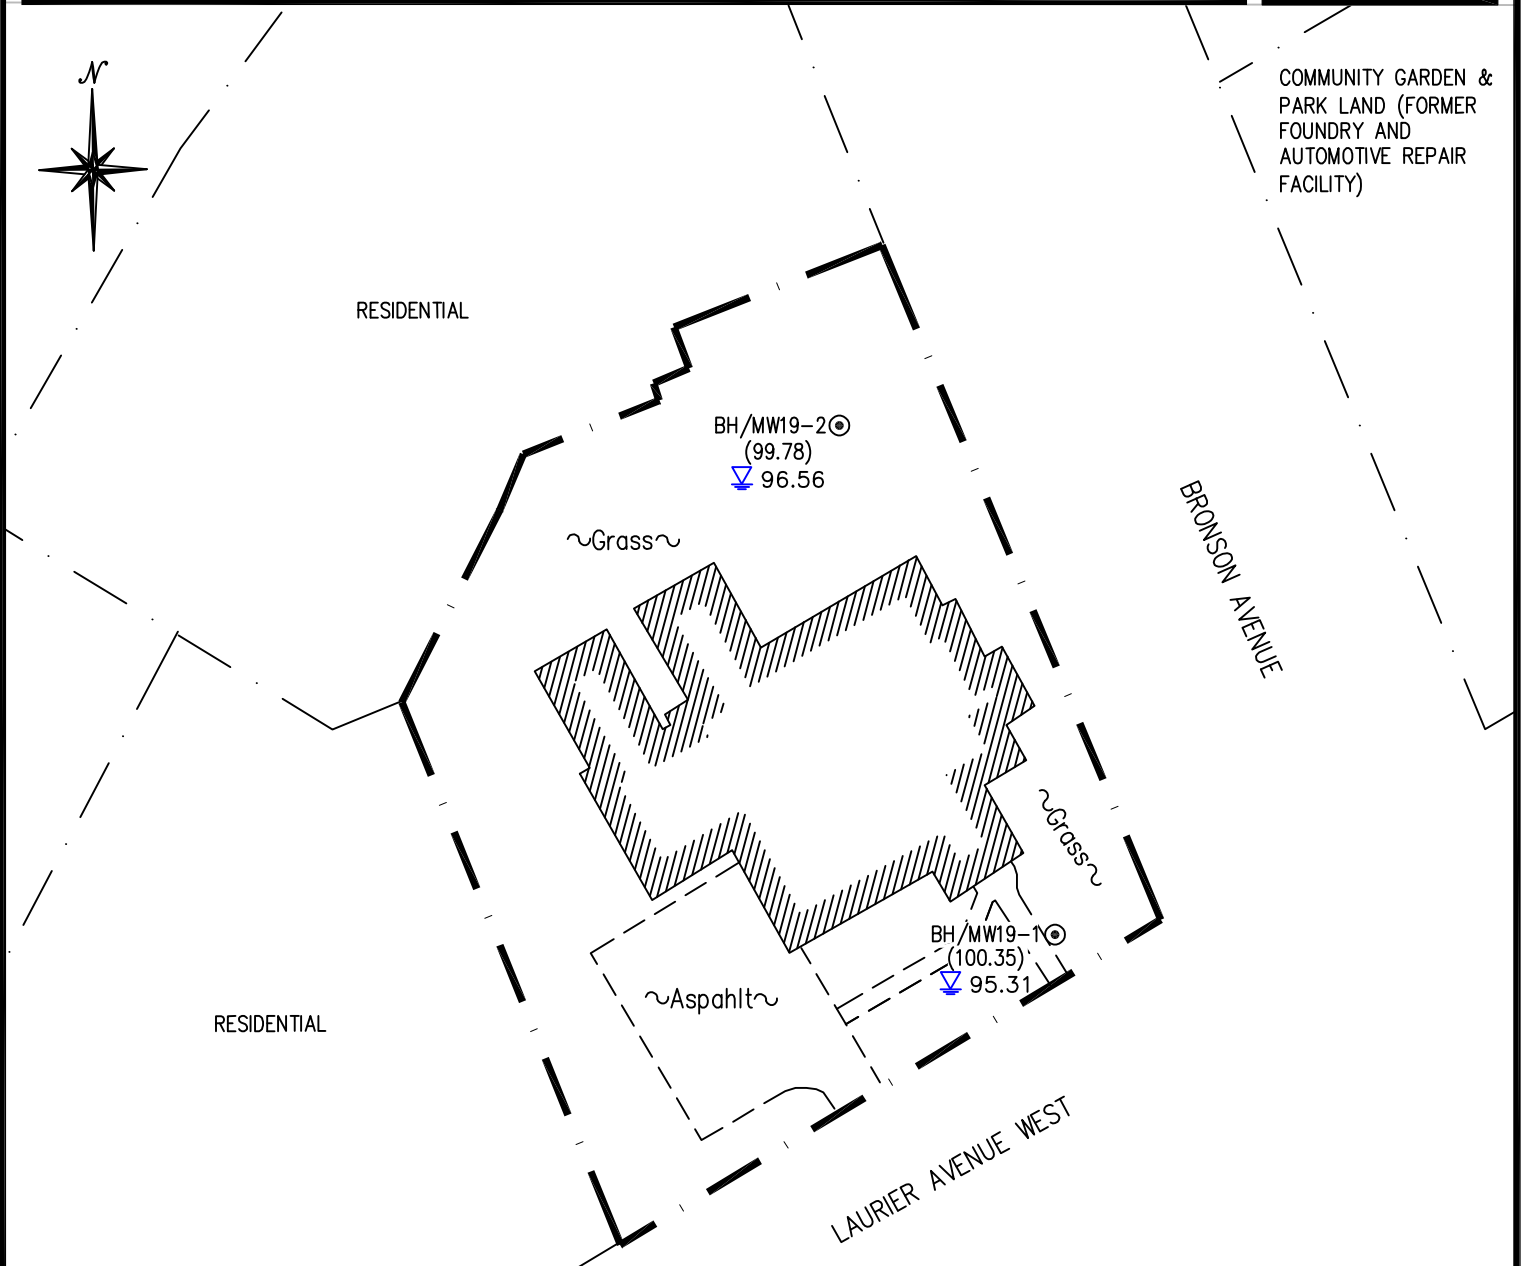 N
COMMUNITY GARDEN &
PARK LAND (FORMER
FOUNDRY AND
AUTOMOTIVE REPAIR
FACILITY)
RESIDENTIAL
BH/MW19-2
(99.78)
96.56
~Grass~
BRONSON AVENUE
~Grass~
BH/MW19-1
(100.35)
95.31
~Aspahlt~
RESIDENTIAL
LAURIER AVENUE WEST